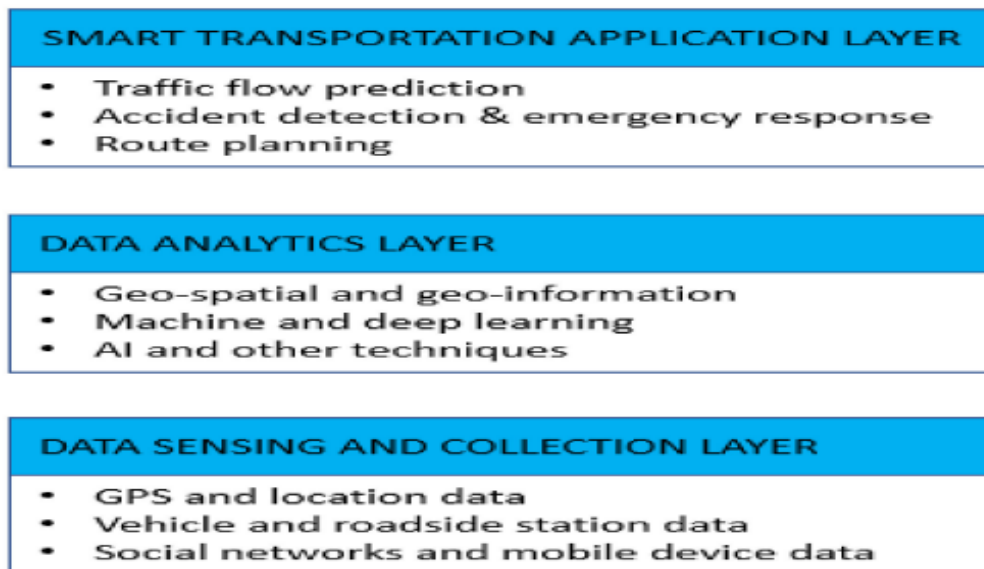 SMART TRANSPORTATION APPLICATION LAYER
• Traffic flow prediction
• Accident detection & emergency response
• Route planning
DATA ANALYTICS LAYER
• Geo-spatial and geo-information
• Machine and deep learning
• AI and other techniques
DATA SENSING AND COLLECTION LAYER
• GPS and location data
• Vehicle and roadside station data
• Social networks and mobile device data